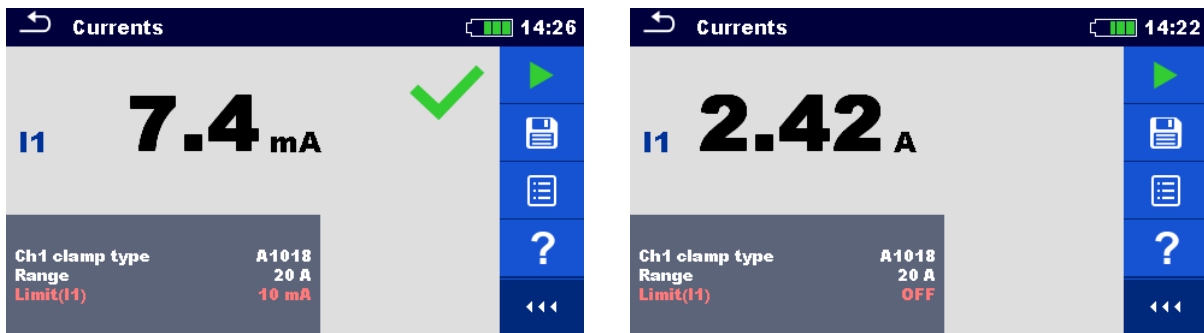 Currents 14:26
I1 7.4 mA
Ch1 clamp type A1018
Range 20 A
Limit(I1) 10 mA
?
Currents 14:22
I1 2.42 A
Ch1 clamp type A1018
Range 20 A
Limit(I1) OFF
?